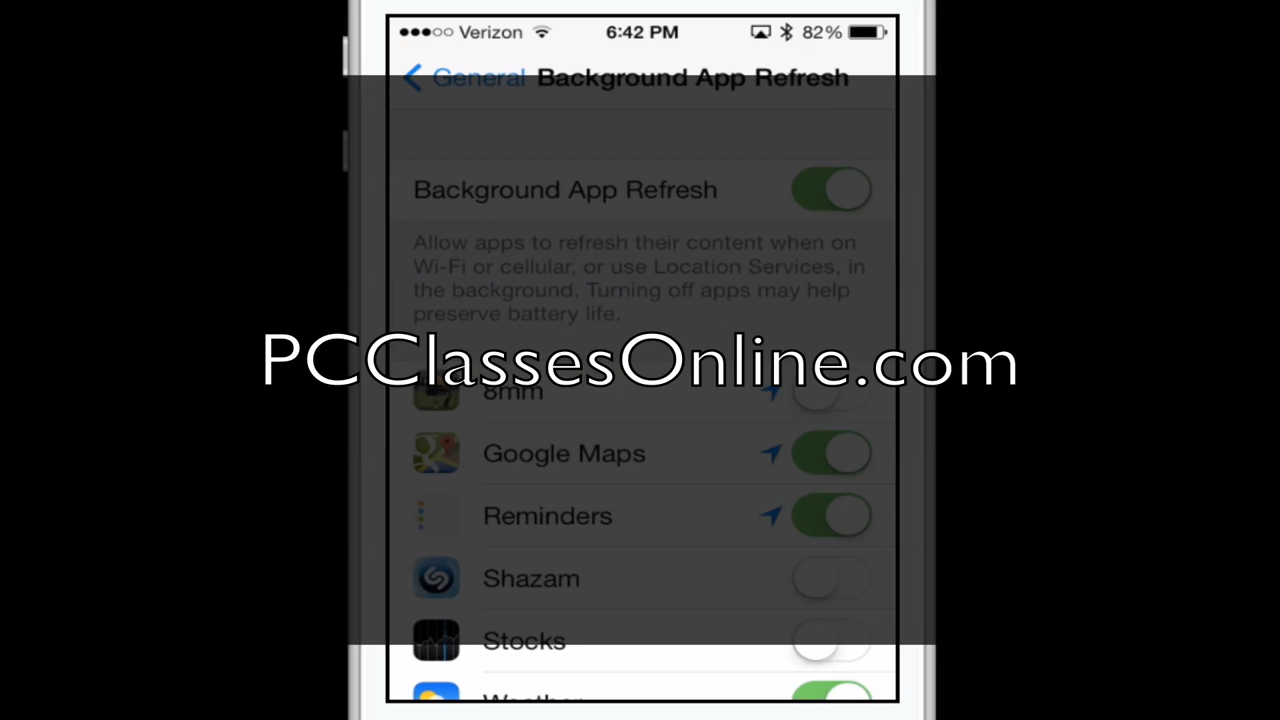 Verizon 6:42 PM 82%
General Background App Refresh
Background App Refresh
Allow apps to refresh their content when on
Wi-Fi or cellular, or use Location Services, in
the background. Turning off apps may help
preserve battery life.
PCClassesOnline.com
8mm
Google Maps
Reminders
Shazam
Stocks
Weather